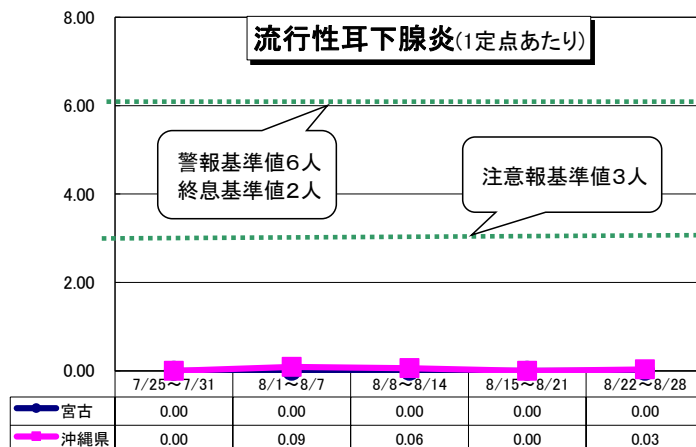 8.00
流行性耳下腺炎(1定点あたり)
6.00
警報基準値6人
終息基準値2人
注意報基準値3人
4.00
2.00
0.00
7/25～7/31 8/1～8/7 8/8～8/14 8/15～8/21 8/22～8/28
宮古 0.00 0.00 0.00 0.00 0.00
沖縄県 0.00 0.09 0.06 0.00 0.03